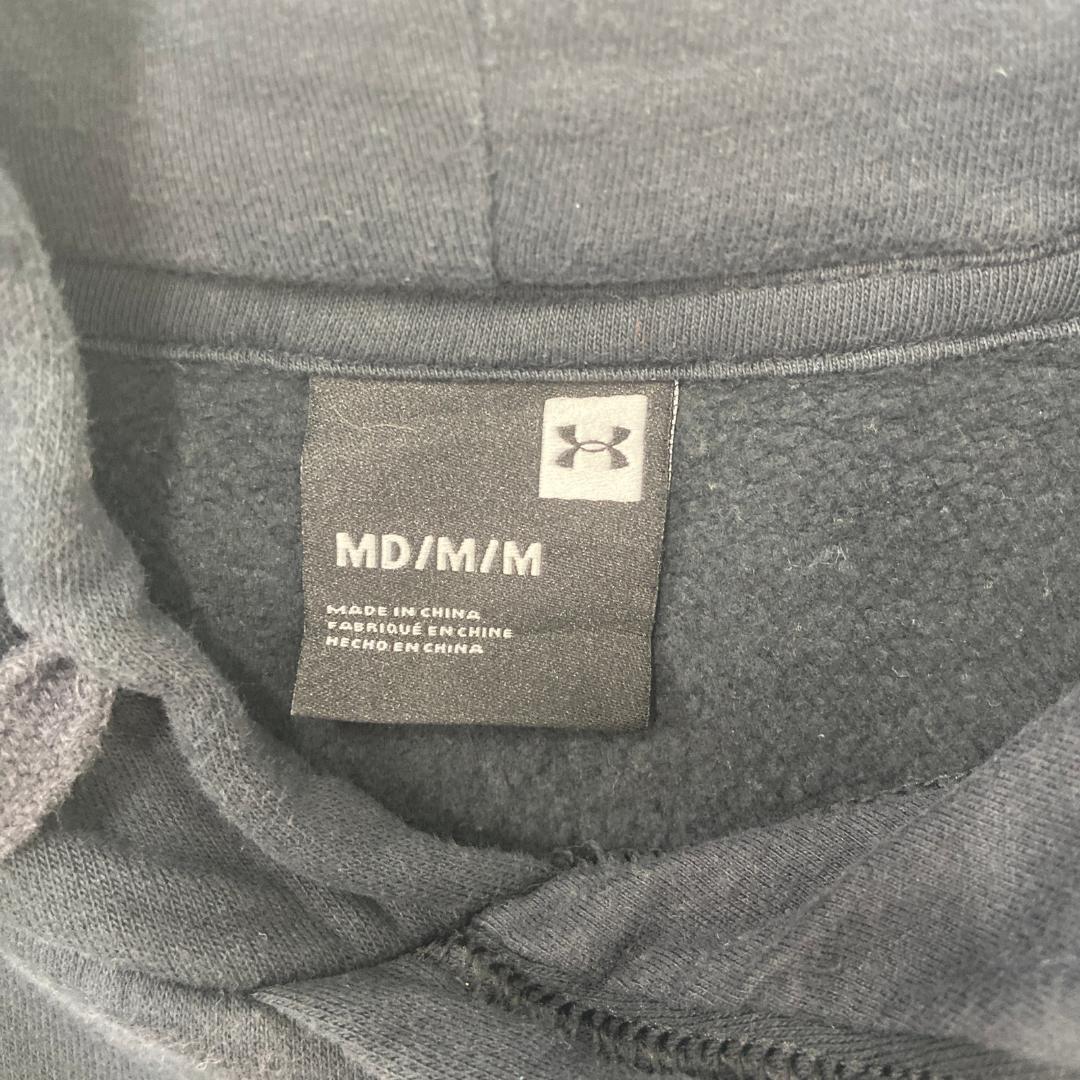 MD/M/M
MADE IN CHINA
FABRIQUÉ EN CHINE
HECHO EN CHINA